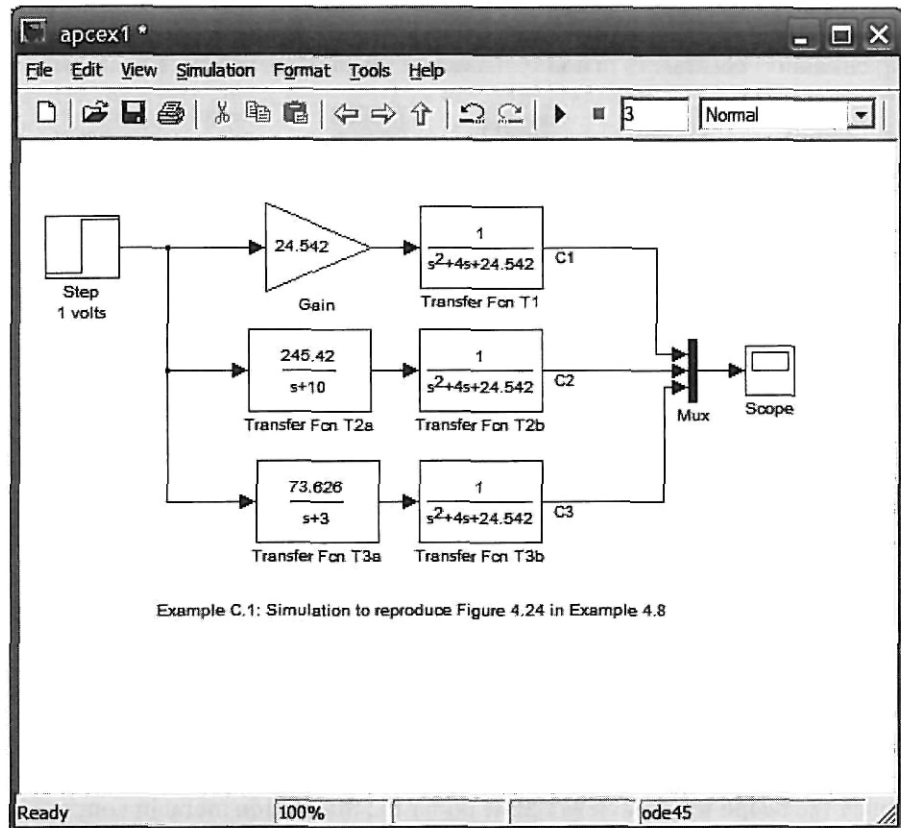 apcex1 *
File Edit View Simulation Format Tools Help
3 Normal
Step
1 volts
24.542
Gain
1
s2+4s+24.542
Transfer Fcn T1
C1
245.42
s+10
Transfer Fcn T2a
1
s2+4s+24.542
Transfer Fcn T2b
C2
Mux
Scope
73.626
s+3
Transfer Fcn T3a
1
s2+4s+24.542
Transfer Fcn T3b
C3
Example C.1: Simulation to reproduce Figure 4.24 in Example 4.8
Ready 100% ode45